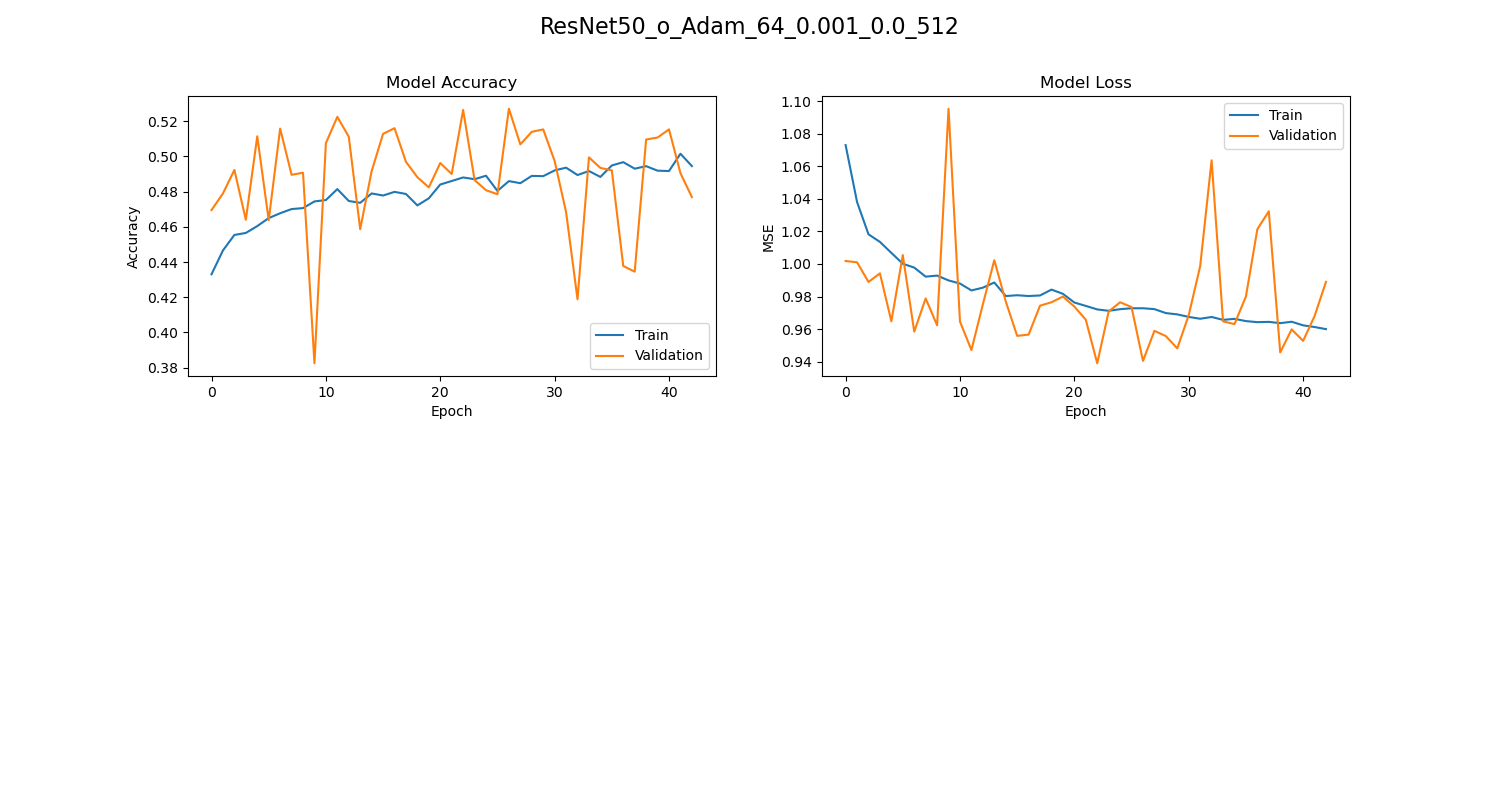 ResNet50_o_Adam_64_0.001_0.0_512
Model Accuracy
Accuracy
0.52
0.50
0.48
0.46
0.44
0.42
0.40
0.38
Train
Validation
0 10 20 30 40
Epoch
Model Loss
MSE
1.10
1.08
1.06
1.04
1.02
1.00
0.98
0.96
0.94
Train
Validation
0 10 20 30 40
Epoch